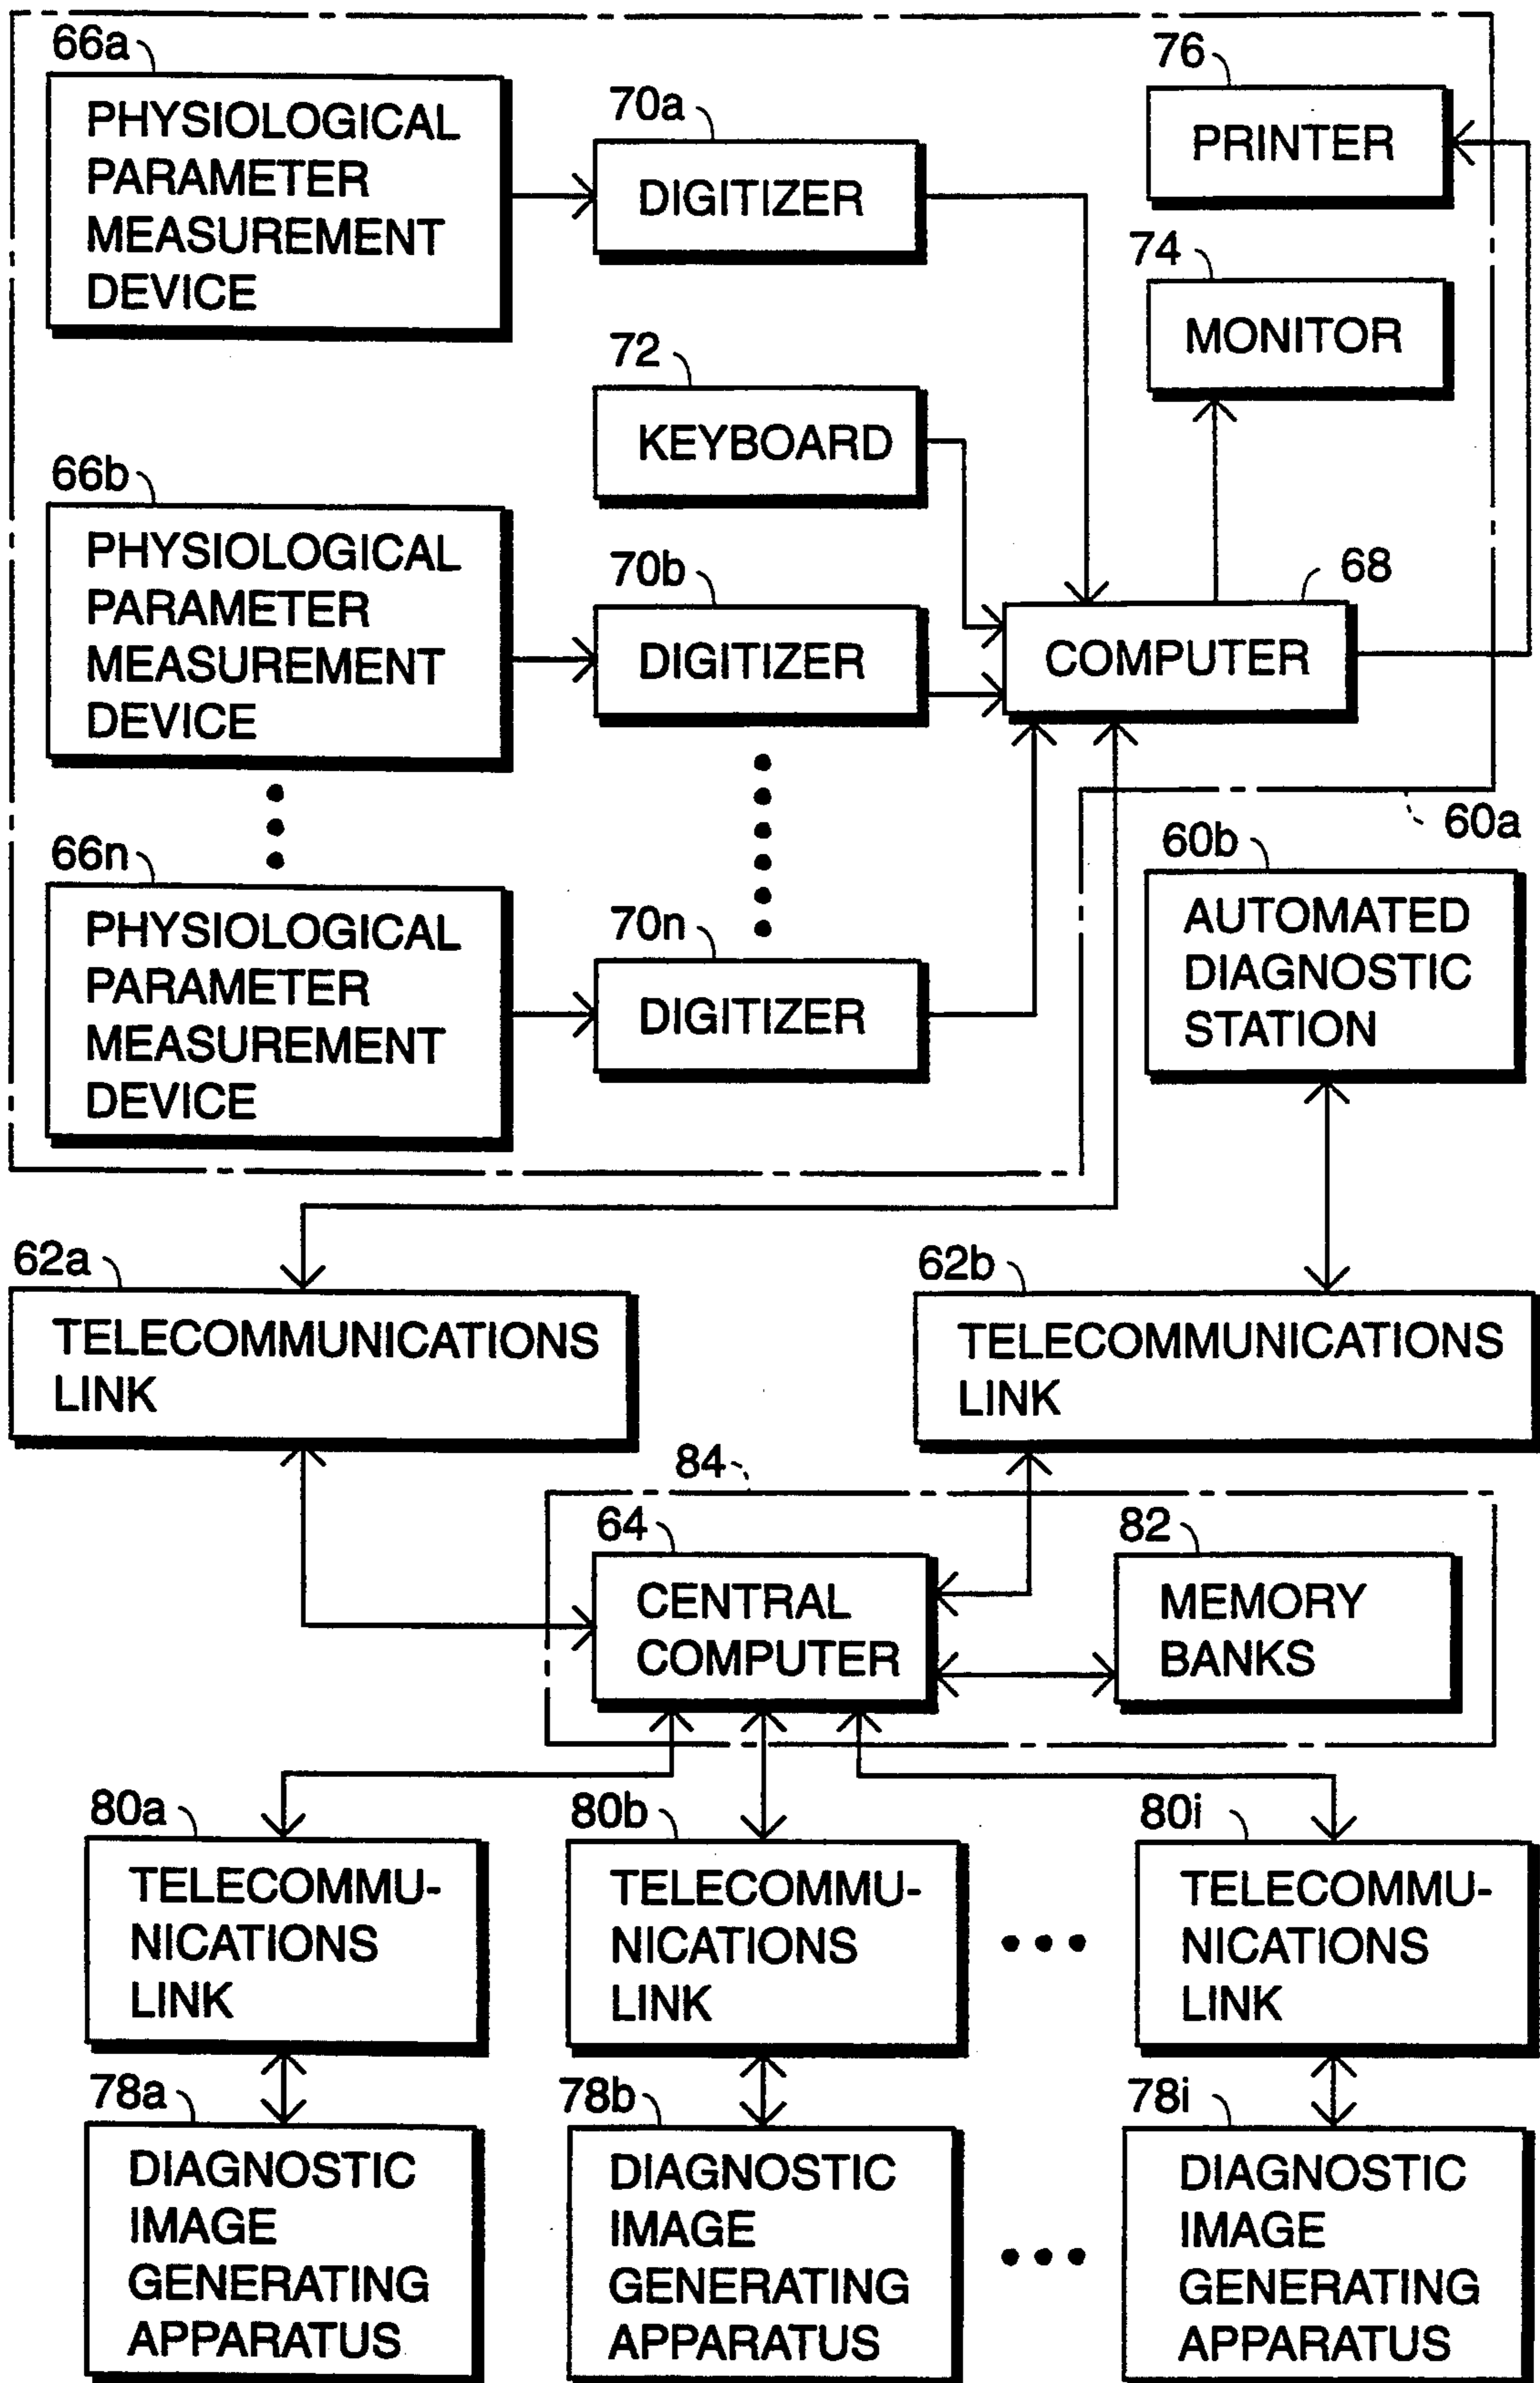 66a
PHYSIOLOGICAL
PARAMETER
MEASUREMENT
DEVICE
70a
DIGITIZER
76
PRINTER
74
MONITOR
72
KEYBOARD
66b
PHYSIOLOGICAL
PARAMETER
MEASUREMENT
DEVICE
70b
DIGITIZER
68
COMPUTER
60a
66n
PHYSIOLOGICAL
PARAMETER
MEASUREMENT
DEVICE
70n
DIGITIZER
60b
AUTOMATED
DIAGNOSTIC
STATION
62a
TELECOMMUNICATIONS
LINK
62b
TELECOMMUNICATIONS
LINK
84
64
CENTRAL
COMPUTER
82
MEMORY
BANKS
80a
TELECOMMU-
NICATIONS
LINK
80b
TELECOMMU-
NICATIONS
LINK
80i
TELECOMMU-
NICATIONS
LINK
78a
DIAGNOSTIC
IMAGE
GENERATING
APPARATUS
78b
DIAGNOSTIC
IMAGE
GENERATING
APPARATUS
78i
DIAGNOSTIC
IMAGE
GENERATING
APPARATUS